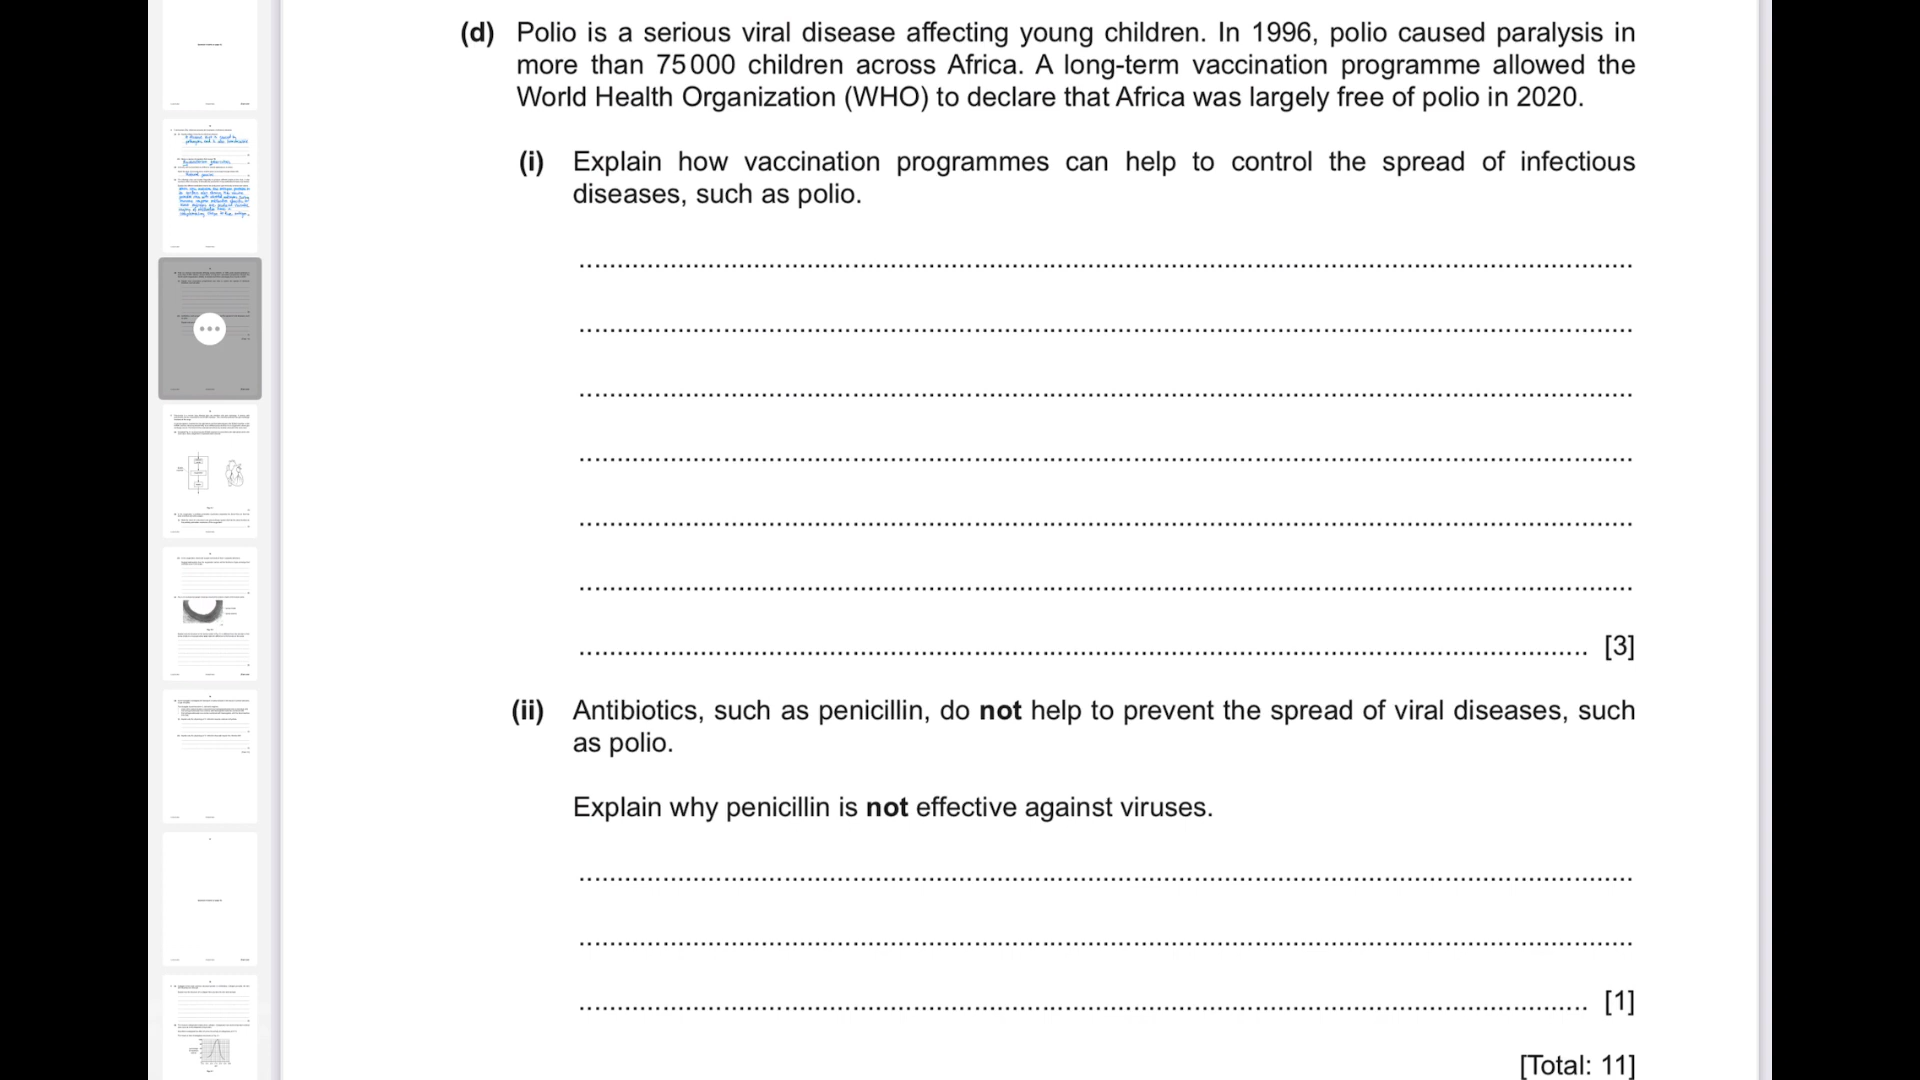 (d) Polio is a serious viral disease affecting young children. In 1996, polio caused paralysis in
more than 75000 children across Africa. A long-term vaccination programme allowed the
World Health Organization (WHO) to declare that Africa was largely free of polio in 2020.
(i) Explain how vaccination programmes can help to control the spread of infectious
diseases, such as polio.
[3]
(ii) Antibiotics, such as penicillin, do not help to prevent the spread of viral diseases, such
as polio.
Explain why penicillin is not effective against viruses.
[1]
[Total: 11]